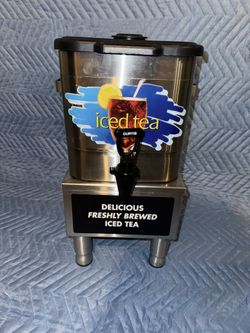 iced tea
CURTIS
DELICIOUS
FRESHLY BREWED
ICED TEA